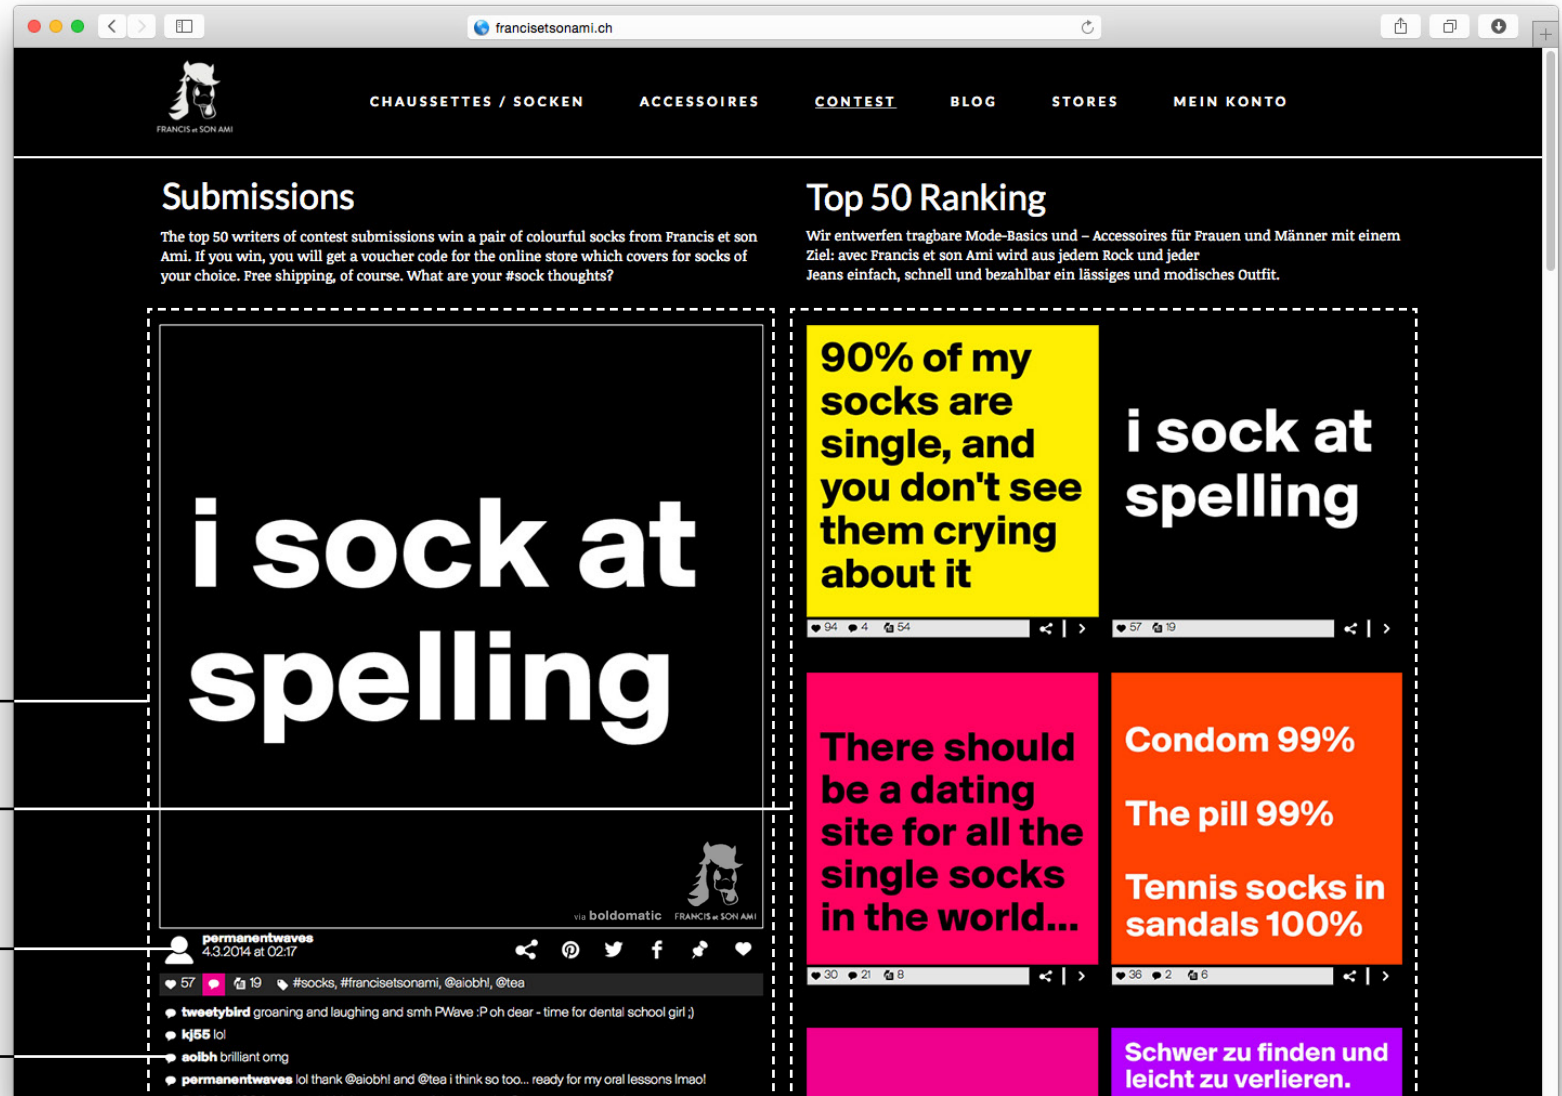 francisetsonami.ch
FRANCIS et SON AMI
CHAUSSETTES / SOCKEN
ACCESSOIRES
CONTEST
BLOG
STORES
MEIN KONTO
Submissions
The top 50 writers of contest submissions win a pair of colourful socks from Francis et son
Ami. If you win, you will get a voucher code for the online store which covers for socks of
your choice. Free shipping, of course. What are your #sock thoughts?
i sock at
spelling
via boldomatic
FRANCIS et SON AMI
permanentwaves
4.3.2014 at 02:17
57 19 #socks, #francisetsonami, @aiobh!, @tea
tweetybird groaning and laughing and smh PWave :P oh dear - time for dental school girl ;)
kj55 lol
aoibh brilliant omg
permanentwaves lol thank @aiobh! and @tea i think so too... ready for my oral lessons lmao!
Top 50 Ranking
Wir entwerfen tragbare Mode-Basics und – Accessoires für Frauen und Männer mit einem
Ziel: avec Francis et son Ami wird aus jedem Rock und jeder
Jeans einfach, schnell und bezahlbar ein lässiges und modisches Outfit.
90% of my
socks are
single, and
you don't see
them crying
about it
94 4 54
i sock at
spelling
57 19
There should
be a dating
site for all the
single socks
in the world...
30 21 8
Condom 99%
The pill 99%
Tennis socks in
sandals 100%
36 2 6
Schwer zu finden und
leicht zu verlieren.